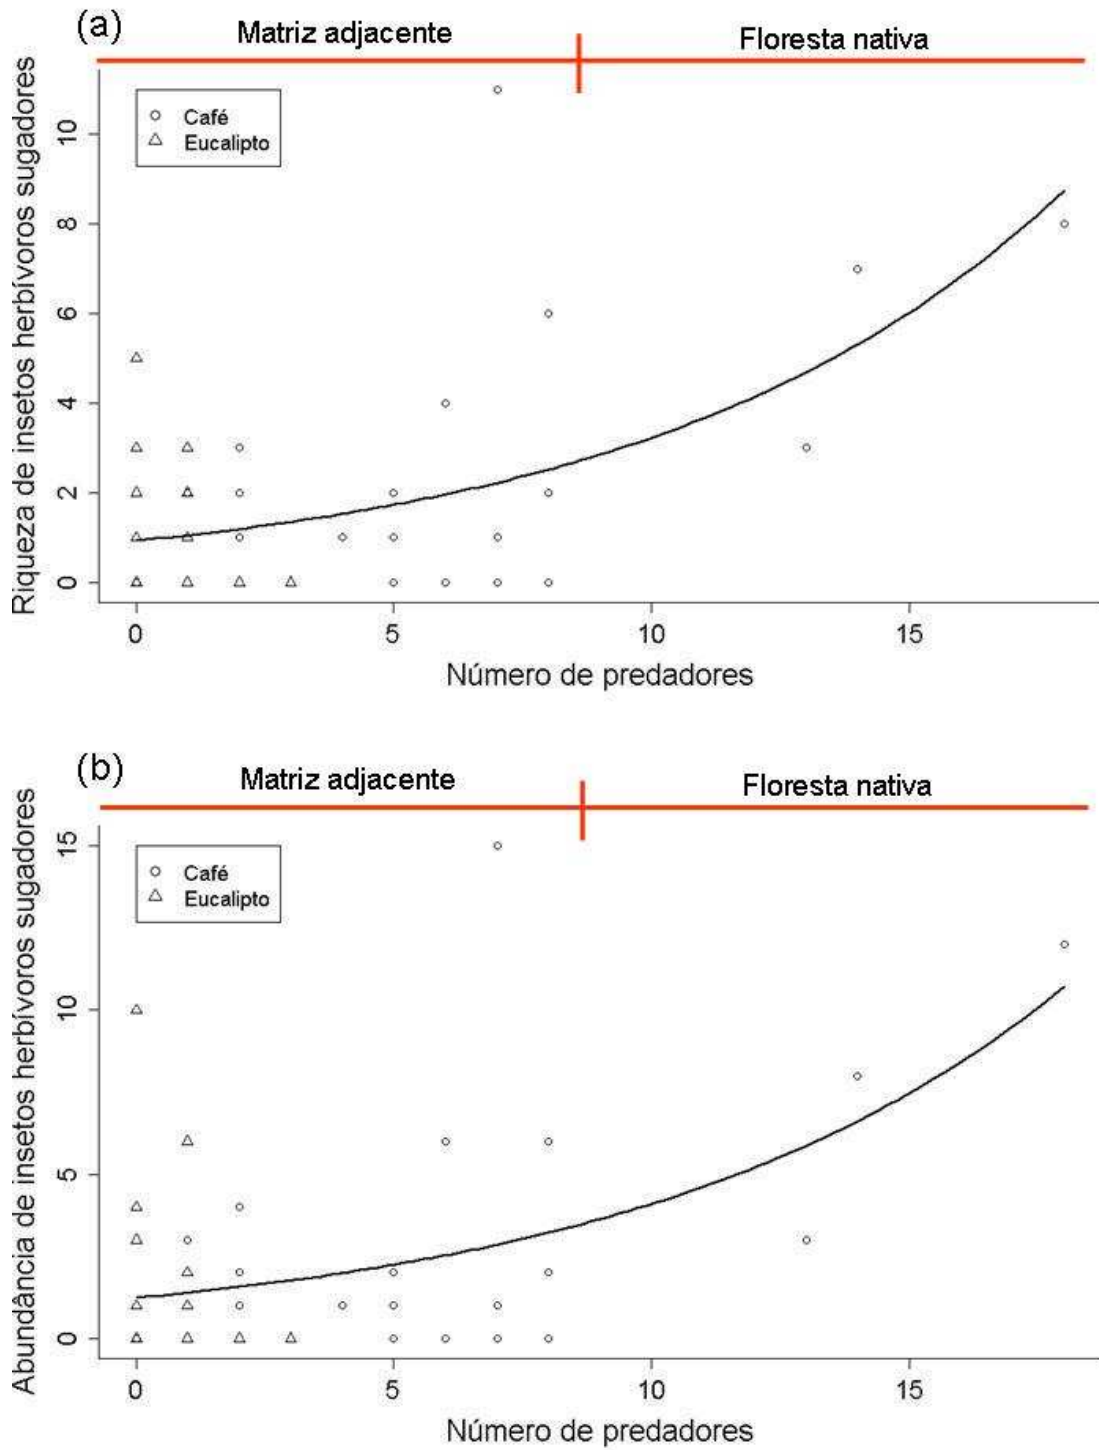 (a)
Matriz adjacente
Floresta nativa
Café
Eucalipto
Riqueza de insetos herbívoros sugadores
10
8
6
4
2
0
0 5 10 15
Número de predadores
(b)
Matriz adjacente
Floresta nativa
Café
Eucalipto
Abundância de insetos herbívoros sugadores
15
10
5
0
0 5 10 15
Número de predadores